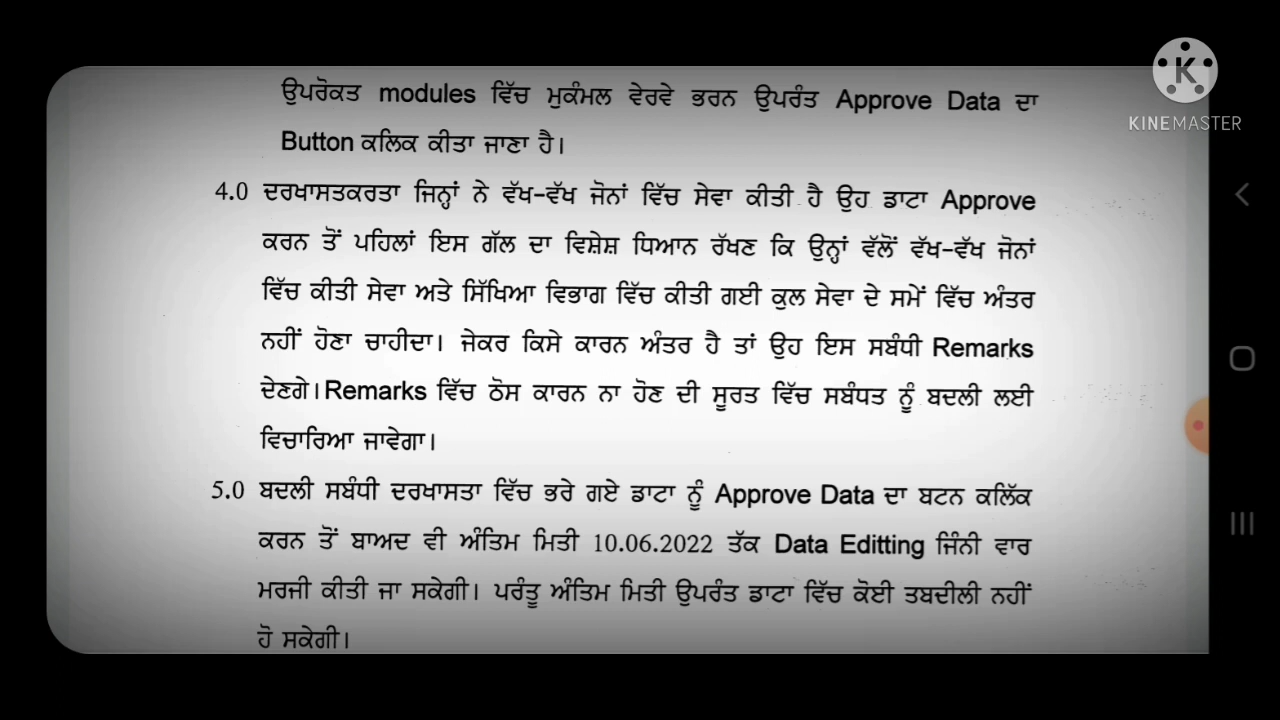 ਉਪਰੋਕਤ modules ਵਿੱਚ ਮੁਕੰਮਲ ਵੇਰਵੇ ਭਰਨ ਉਪਰੰਤ Approve Data ਦਾ
Button ਕਲਿਕ ਕੀਤਾ ਜਾਣਾ ਹੈ।
4.0 ਦਰਖਾਸਤਕਰਤਾ ਜਿਨ੍ਹਾਂ ਨੇ ਵੱਖ-ਵੱਖ ਜੋਨਾਂ ਵਿੱਚ ਸੇਵਾ ਕੀਤੀ ਹੈ ਉਹ ਡਾਟਾ Approve
ਕਰਨ ਤੋਂ ਪਹਿਲਾਂ ਇਸ ਗੱਲ ਦਾ ਵਿਸ਼ੇਸ਼ ਧਿਆਨ ਰੱਖਣ ਕਿ ਉਨ੍ਹਾਂ ਵੱਲੋਂ ਵੱਖ-ਵੱਖ ਜੋਨਾਂ
ਵਿੱਚ ਕੀਤੀ ਸੇਵਾ ਅਤੇ ਸਿੱਖਿਆ ਵਿਭਾਗ ਵਿੱਚ ਕੀਤੀ ਗਈ ਕੁਲ ਸੇਵਾ ਦੇ ਸਮੇਂ ਵਿੱਚ ਅੰਤਰ
ਨਹੀਂ ਹੋਣਾ ਚਾਹੀਦਾ। ਜੇਕਰ ਕਿਸੇ ਕਾਰਨ ਅੰਤਰ ਹੈ ਤਾਂ ਉਹ ਇਸ ਸਬੰਧੀ Remarks
ਦੇਣਗੇ।Remarks ਵਿੱਚ ਠੋਸ ਕਾਰਨ ਨਾ ਹੋਣ ਦੀ ਸੂਰਤ ਵਿੱਚ ਸਬੰਧਤ ਨੂੰ ਬਦਲੀ ਲਈ
ਵਿਚਾਰਿਆ ਜਾਵੇਗਾ।
5.0 ਬਦਲੀ ਸਬੰਧੀ ਦਰਖਾਸਤਾ ਵਿੱਚ ਭਰੇ ਗਏ ਡਾਟਾ ਨੂੰ Approve Data ਦਾ ਬਟਨ ਕਲਿੱਕ
ਕਰਨ ਤੋਂ ਬਾਅਦ ਵੀ ਅੰਤਿਮ ਮਿਤੀ 10.06.2022 ਤੱਕ Data Editting ਜਿੰਨੀ ਵਾਰ
ਮਰਜੀ ਕੀਤੀ ਜਾ ਸਕੇਗੀ। ਪਰੰਤੂ ਅੰਤਿਮ ਮਿਤੀ ਉਪਰੰਤ ਡਾਟਾ ਵਿੱਚ ਕੋਈ ਤਬਦੀਲੀ ਨਹੀਂ
ਹੋ ਸਕੇਗੀ।
K
KINEMASTER